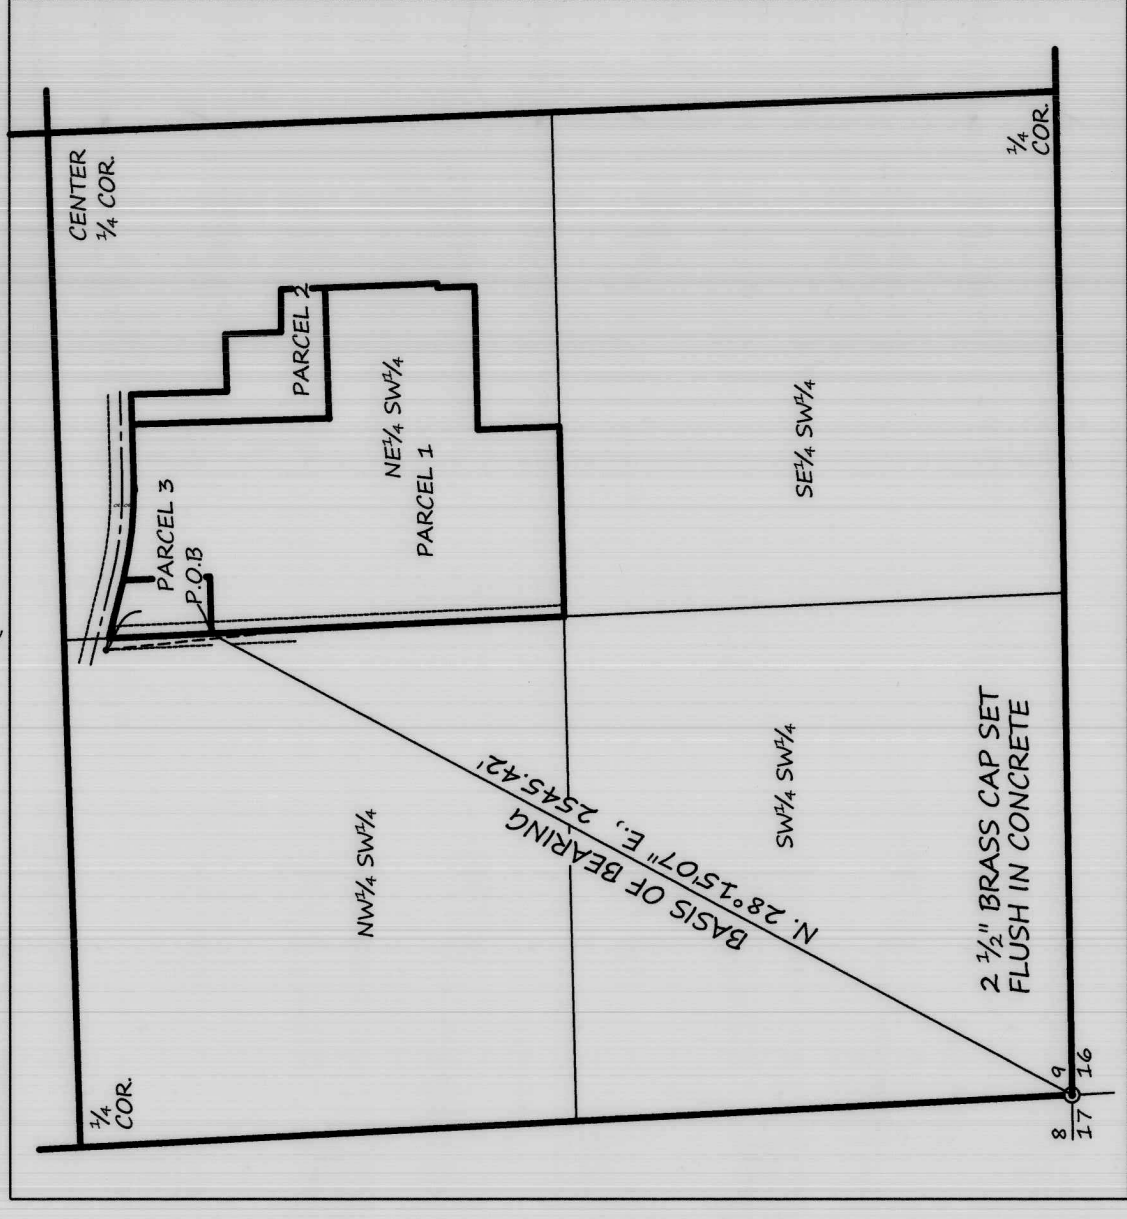 CENTER
¼ COR.
¼
COR.
PARCEL 2
NE¼ SW¼
PARCEL 1
PARCEL 3
P.O.B
SE¼ SW¼
NW¼ SW¼
SW¼ SW¼
BASIS OF BEARING
N. 28°15'07" E., 2545.42'
2 ½" BRASS CAP SET
FLUSH IN CONCRETE
¼
COR.
8 9
17 16